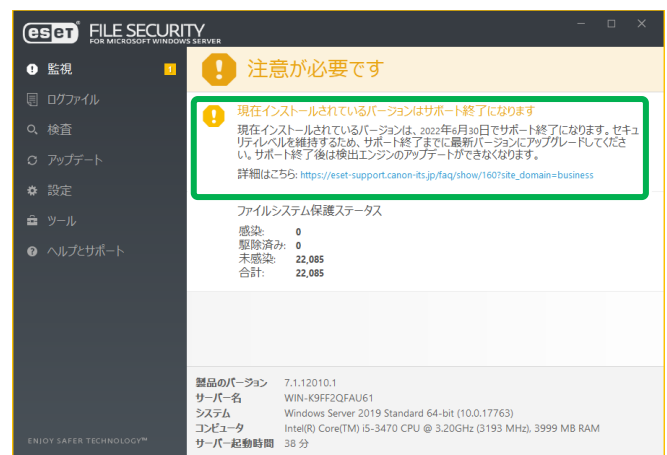 eset FILE SECURITY
FOR MICROSOFT WINDOWS SERVER
監視 1
ログファイル
検査
アップデート
設定
ツール
ヘルプとサポート
ENJOY SAFER TECHNOLOGY™
注意が必要です
現在インストールされているバージョンはサポート終了になります
現在インストールされているバージョンは、2022年6月30日でサポート終了になります。セキュ
リティレベルを維持するため、サポート終了までに最新バージョンにアップグレードしてくださ
い。サポート終了後は検出エンジンのアップデートができなくなります。
詳細はこちら: https://eset-support.canon-its.jp/faq/show/160?site_domain=business
ファイルシステム保護ステータス
感染: 0
駆除済み: 0
未感染: 22,085
合計: 22,085
製品のバージョン 7.1.12010.1
サーバー名 WIN-K9FF2QFAU61
システム Windows Server 2019 Standard 64-bit (10.0.17763)
コンピュータ Intel(R) Core(TM) i5-3470 CPU @ 3.20GHz (3193 MHz), 3999 MB RAM
サーバー起動時間 38 分